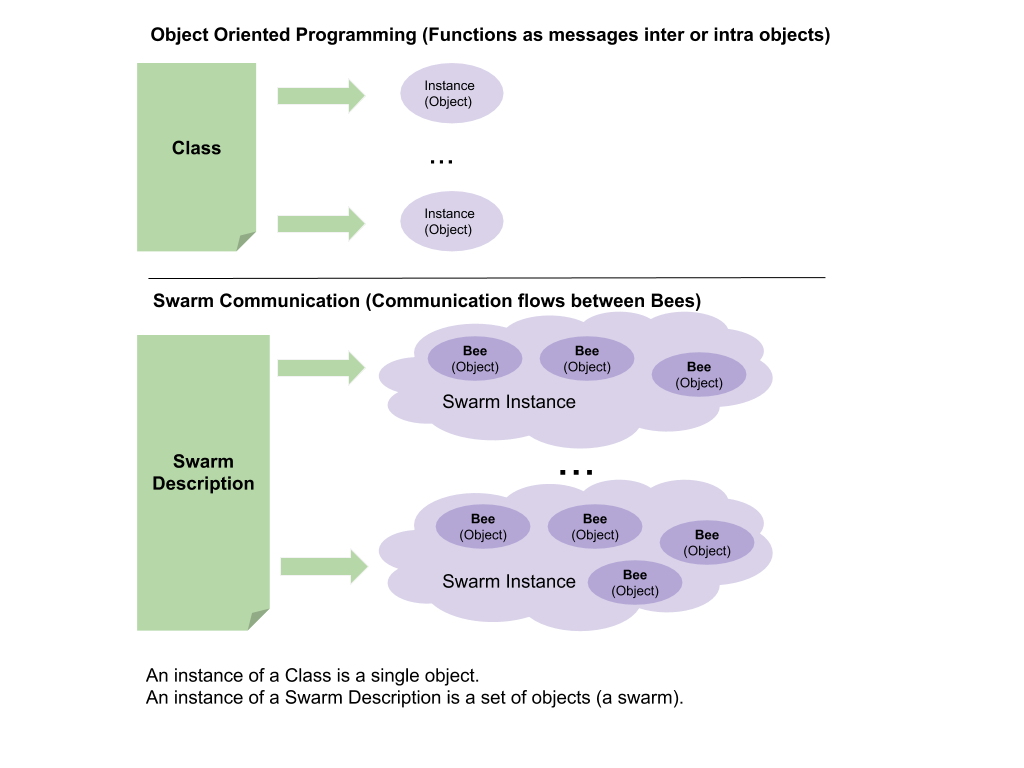 Object Oriented Programming (Functions as messages inter or intra objects)
Class
Instance
(Object)
...
Instance
(Object)
Swarm Communication (Communication flows between Bees)
Swarm
Description
Bee
(Object)
Bee
(Object)
Bee
(Object)
Swarm Instance
...
Bee
(Object)
Bee
(Object)
Bee
(Object)
Swarm Instance
Bee
(Object)
An instance of a Class is a single object.
An instance of a Swarm Description is a set of objects (a swarm).